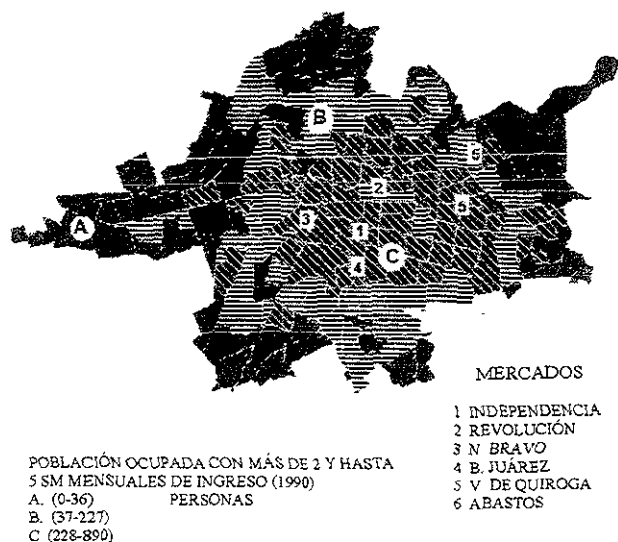 B
6
2
5
3
1
A
C
4
MERCADOS
1 INDEPENDENCIA
2 REVOLUCIÓN
3 N BRAVO
4 B. JUÁREZ
5 V DE QUIROGA
6 ABASTOS
POBLACIÓN OCUPADA CON MÁS DE 2 Y HASTA
5 SM MENSUALES DE INGRESO (1990)
A. (0-36) PERSONAS
B. (37-227)
C (228-890)